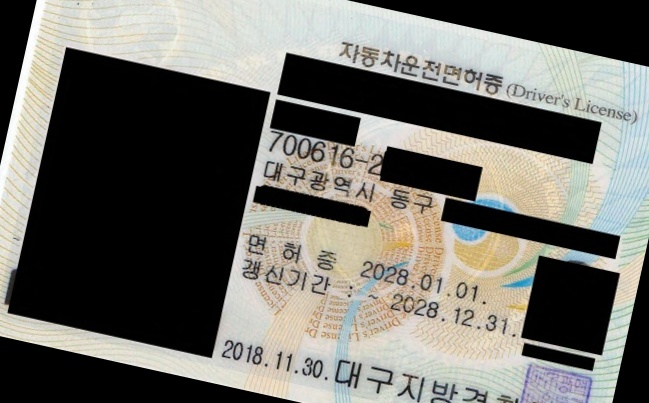 자동차운전면허증 (Driver's License)
700616-2
대구광역시 동구
면 허 증 2028.01.01.
갱신기간 : ~ 2028.12.31.
2018.11.30. 대구지방경찰